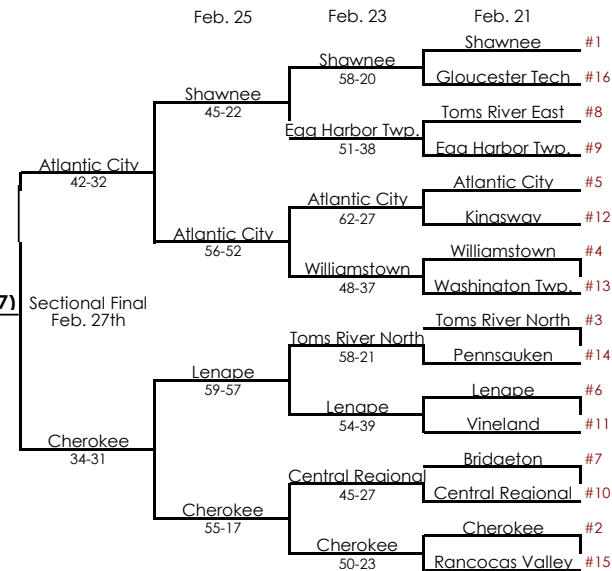 Feb. 25
Feb. 23
Feb. 21
Shawnee #1
Shawnee
58-20
Gloucester Tech #16
Shawnee
45-22
Toms River East #8
Egg Harbor Twp.
51-38
Egg Harbor Twp. #9
Atlantic City
42-32
Atlantic City #5
Atlantic City
62-27
Kingsway #12
Atlantic City
56-52
Williamstown #4
Williamstown
48-37
Washington Twp. #13
7) Sectional Final
Feb. 27th
Toms River North #3
Toms River North
58-21
Pennsauken #14
Lenape
59-57
Lenape #6
Lenape
54-39
Vineland #11
Cherokee
34-31
Bridgeton #7
Central Regional
45-27
Central Regional #10
Cherokee
55-17
Cherokee #2
Cherokee
50-23
Rancocas Valley #15